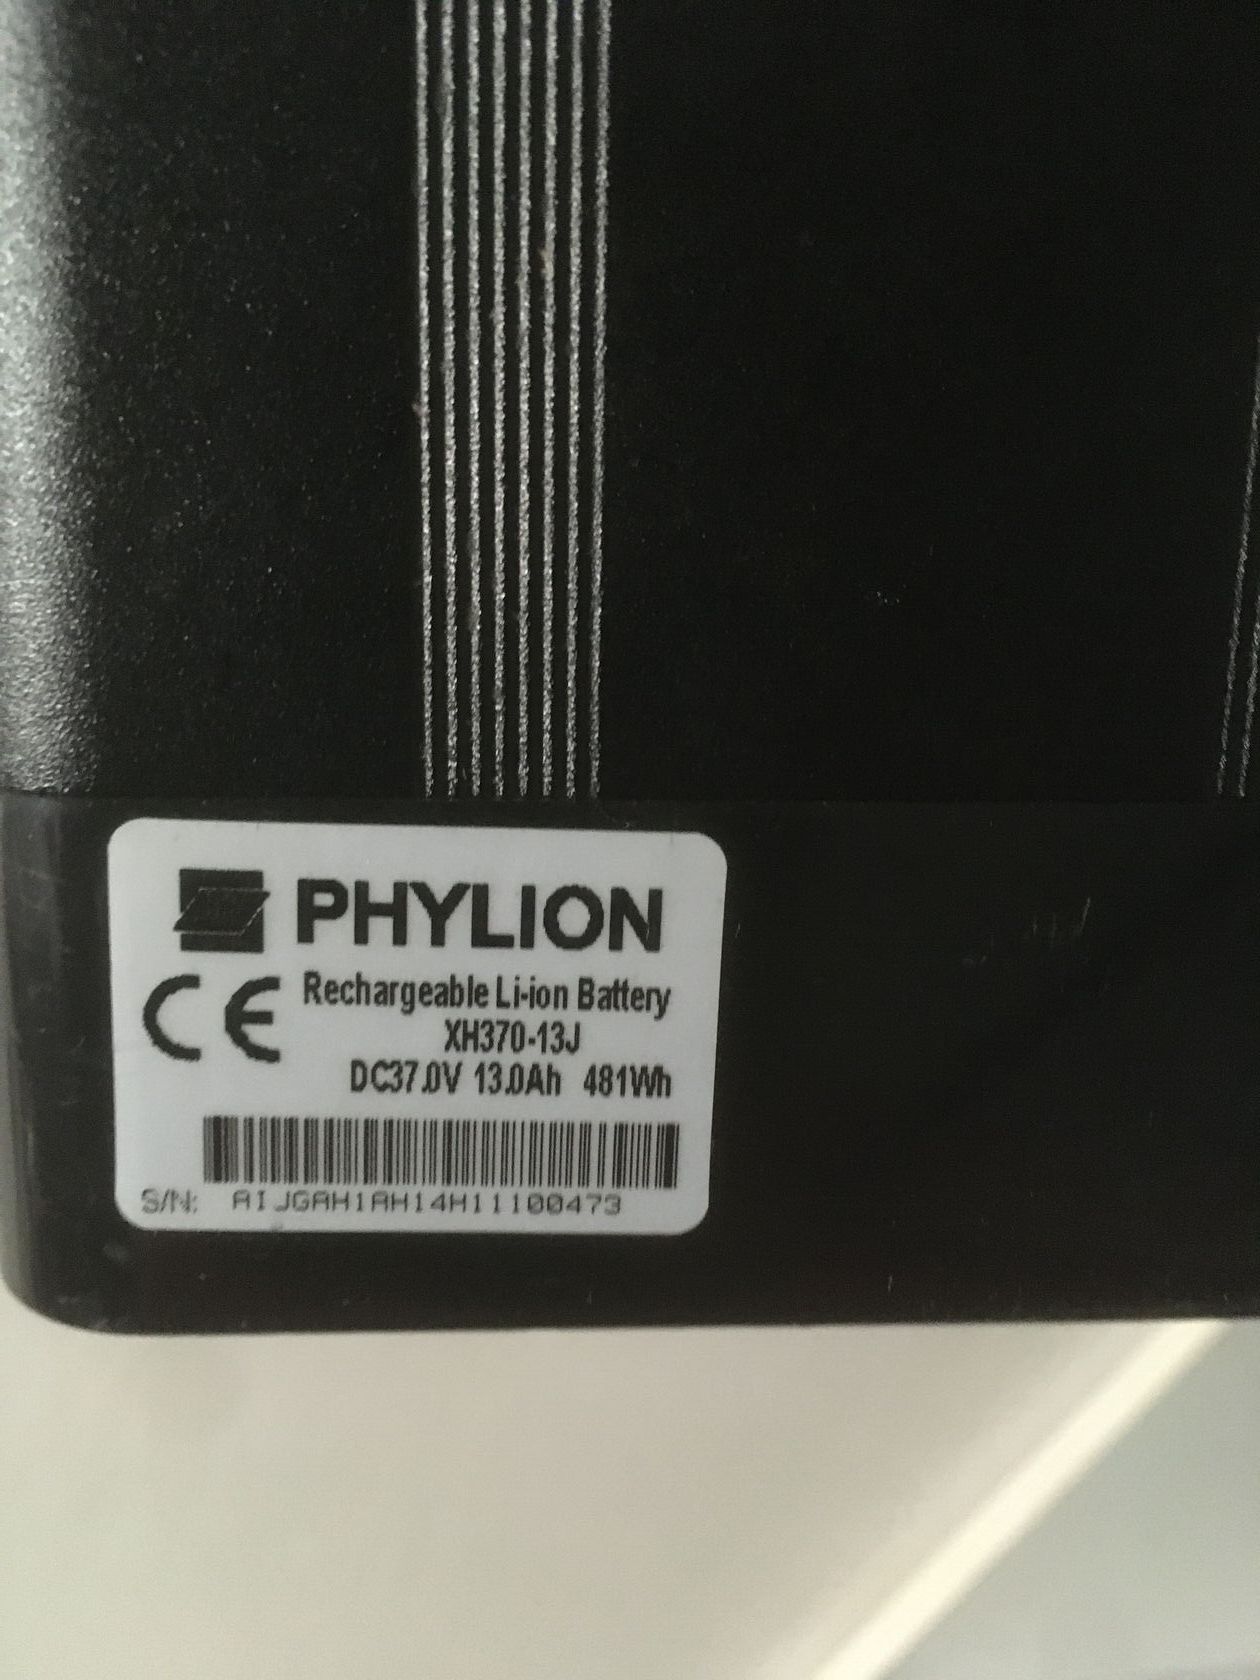 PHYLION
CE
Rechargeable Li-ion Battery
XH370-13J
DC37.0V 13.0Ah 481Wh
S/N: AIJGAH1AH14H11100473